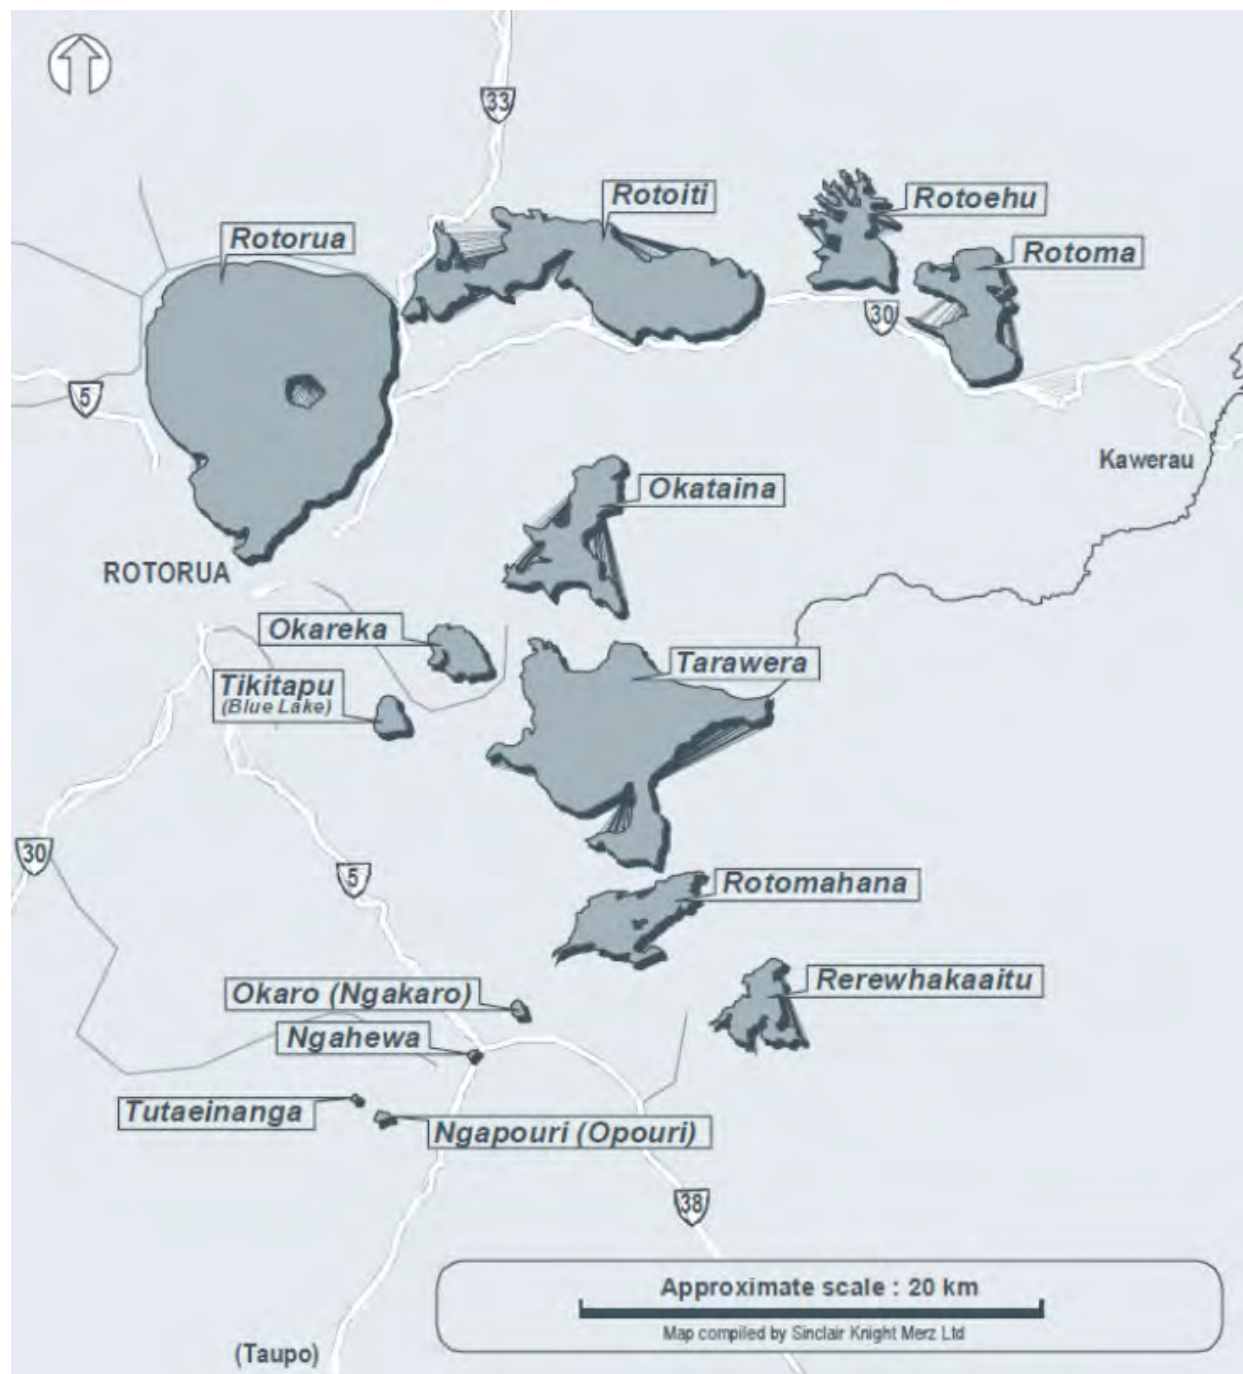 33
Rotoiti
Rotoehu
Rotorua
Rotoma
30
5
Kawerau
Okataina
ROTORUA
Okareka
Tarawera
Tikitapu
(Blue Lake)
30
5
Rotomahana
Rerewhakaaitu
Okaro (Ngakaro)
Ngahewa
Tutaeinanga
Ngapouri (Opouri)
38
Approximate scale : 20 km
Map compiled by Sinclair Knight Merz Ltd
(Taupo)